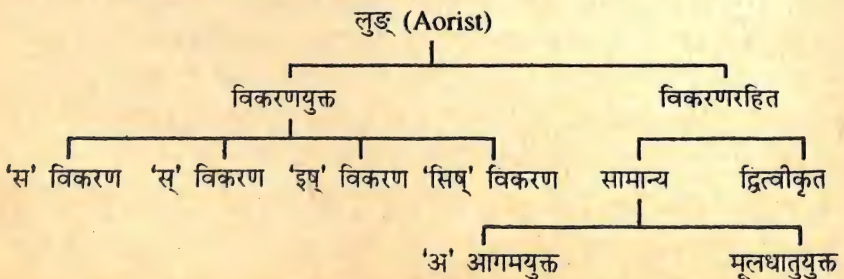 लुङ् (Aorist)
विकरणयुक्त विकरणरहित
'स' विकरण 'स्' विकरण 'इष्' विकरण 'सिष्' विकरण सामान्य द्वित्वीकृत
'अ' आगमयुक्त मूलधातुयुक्त